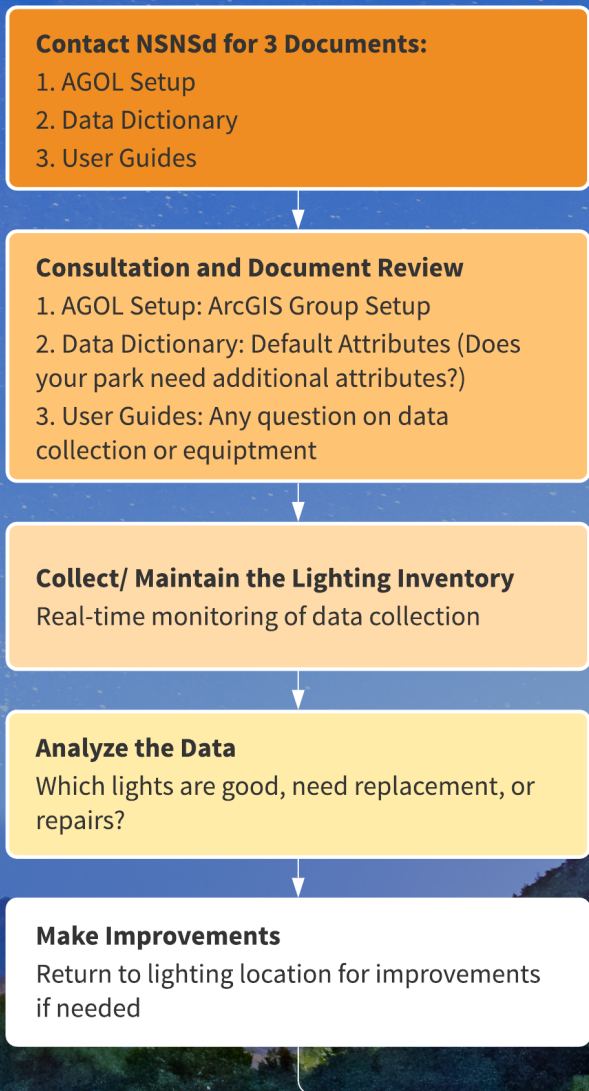 Contact NSNSd for 3 Documents:
1. AGOL Setup
2. Data Dictionary
3. User Guides
Consultation and Document Review
1. AGOL Setup: ArcGIS Group Setup
2. Data Dictionary: Default Attributes (Does
your park need additional attributes?)
3. User Guides: Any question on data
collection or equiptment
Collect/ Maintain the Lighting Inventory
Real-time monitoring of data collection
Analyze the Data
Which lights are good, need replacement, or
repairs?
Make Improvements
Return to lighting location for improvements
if needed